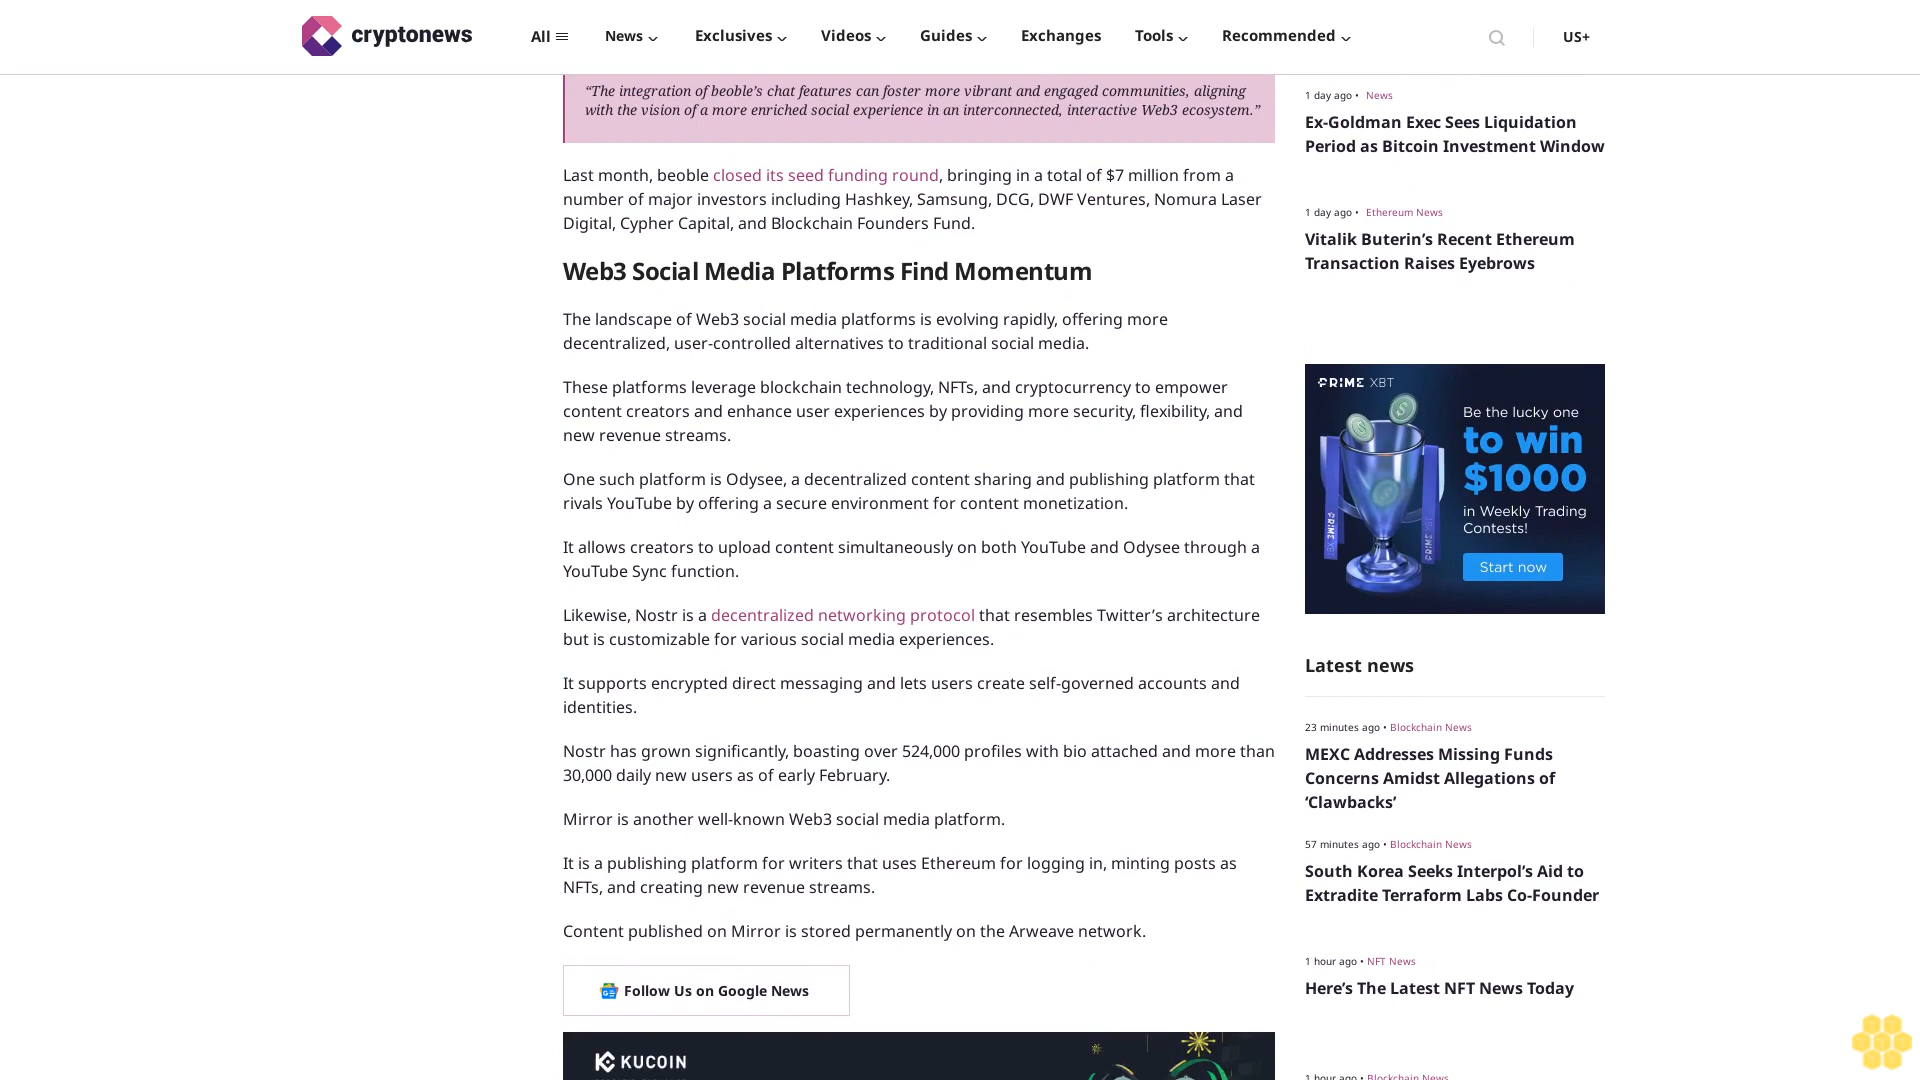 cryptonews
All
News
Exclusives
Videos
Guides
Exchanges
Tools
Recommended
US+
“The integration of beoble’s chat features can foster more vibrant and engaged communities, aligning
with the vision of a more enriched social experience in an interconnected, interactive Web3 ecosystem.”
Last month, beoble closed its seed funding round, bringing in a total of $7 million from a
number of major investors including Hashkey, Samsung, DCG, DWF Ventures, Nomura Laser
Digital, Cypher Capital, and Blockchain Founders Fund.
Web3 Social Media Platforms Find Momentum
The landscape of Web3 social media platforms is evolving rapidly, offering more
decentralized, user-controlled alternatives to traditional social media.
These platforms leverage blockchain technology, NFTs, and cryptocurrency to empower
content creators and enhance user experiences by providing more security, flexibility, and
new revenue streams.
One such platform is Odysee, a decentralized content sharing and publishing platform that
rivals YouTube by offering a secure environment for content monetization.
It allows creators to upload content simultaneously on both YouTube and Odysee through a
YouTube Sync function.
Likewise, Nostr is a decentralized networking protocol that resembles Twitter’s architecture
but is customizable for various social media experiences.
It supports encrypted direct messaging and lets users create self-governed accounts and
identities.
Nostr has grown significantly, boasting over 524,000 profiles with bio attached and more than
30,000 daily new users as of early February.
Mirror is another well-known Web3 social media platform.
It is a publishing platform for writers that uses Ethereum for logging in, minting posts as
NFTs, and creating new revenue streams.
Content published on Mirror is stored permanently on the Arweave network.
Follow Us on Google News
KUCOIN
1 day ago • News
Ex-Goldman Exec Sees Liquidation
Period as Bitcoin Investment Window
1 day ago • Ethereum News
Vitalik Buterin’s Recent Ethereum
Transaction Raises Eyebrows
PRIME XBT
Be the lucky one
to win
$1000
in Weekly Trading
Contests!
Start now
PRIME
PRIME
XBT
Latest news
23 minutes ago • Blockchain News
MEXC Addresses Missing Funds
Concerns Amidst Allegations of
‘Clawbacks’
57 minutes ago • Blockchain News
South Korea Seeks Interpol’s Aid to
Extradite Terraform Labs Co-Founder
1 hour ago • NFT News
Here’s The Latest NFT News Today
1 hour ago • Blockchain News